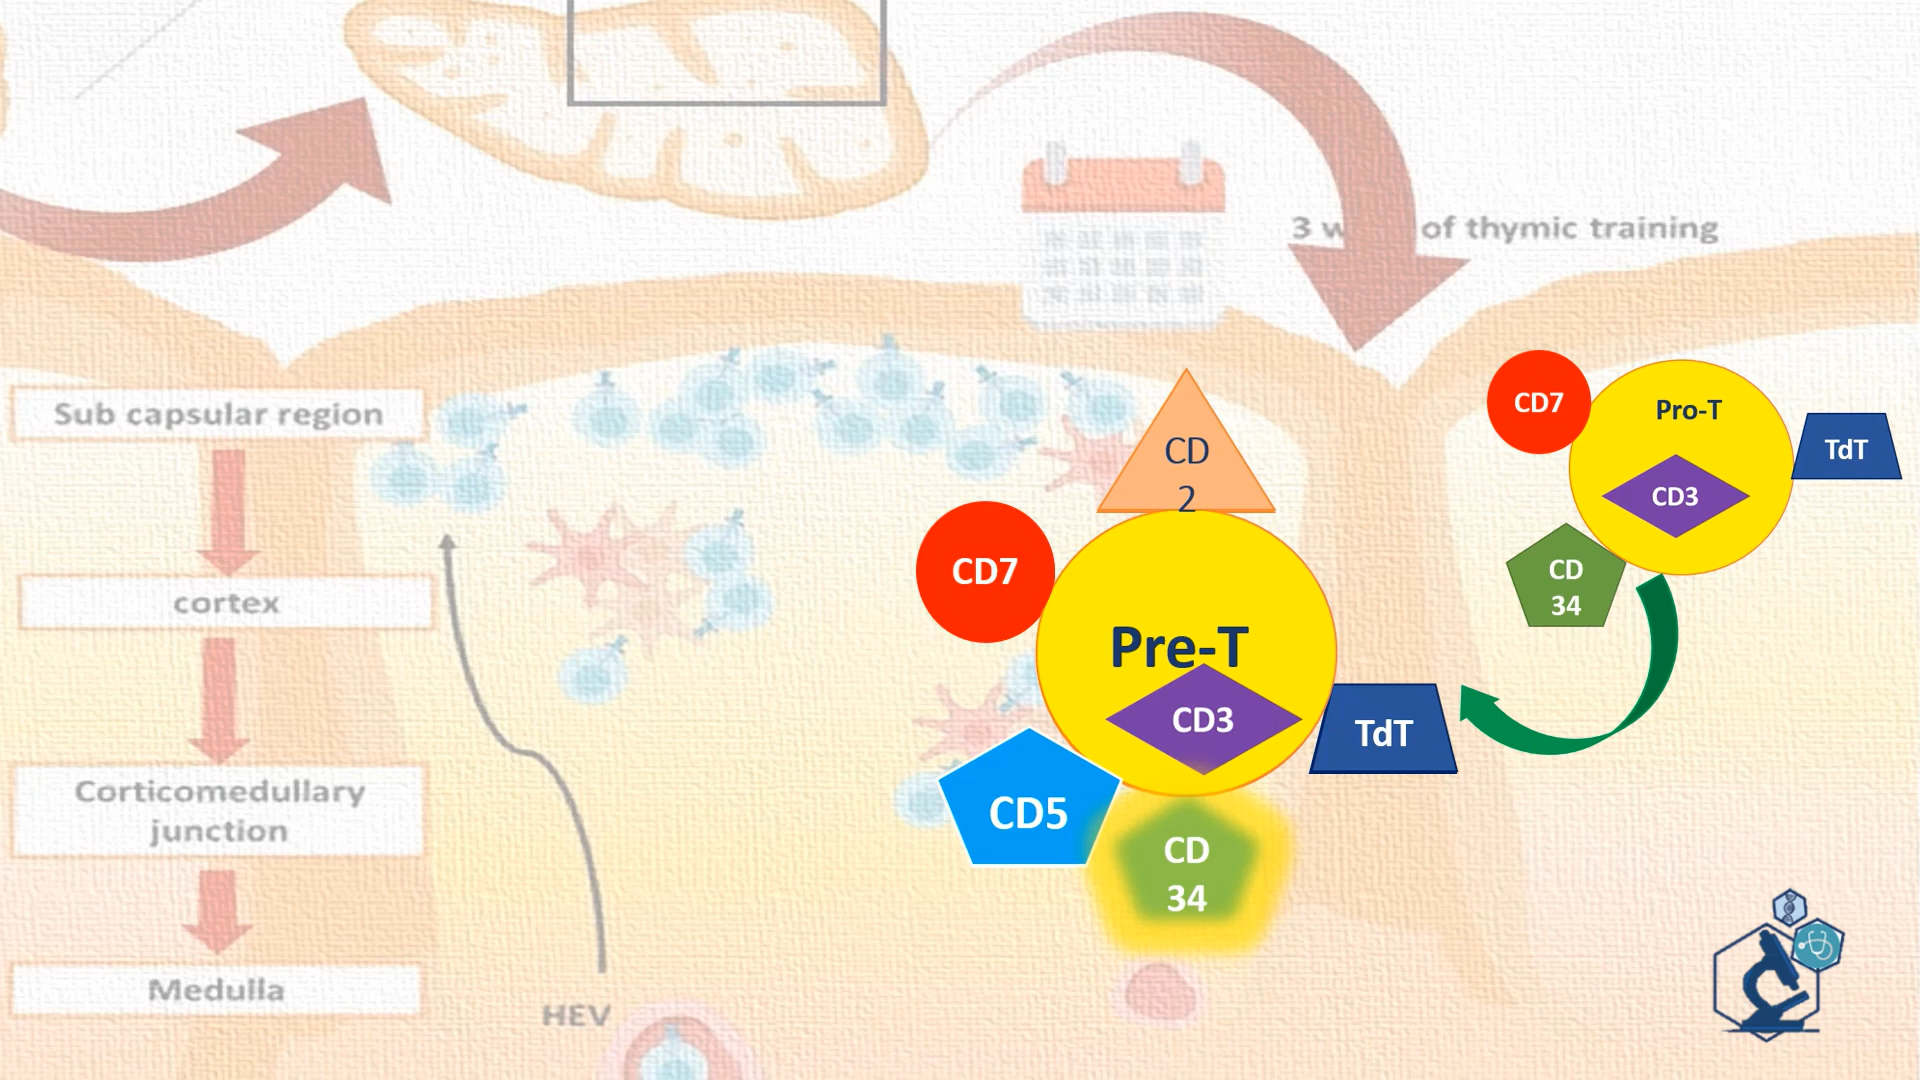 3 w of thymic training
Sub capsular region
cortex
Corticomedullary
junction
Medulla
HEV
CD
2
CD7
Pre-T
CD3
TdT
CD5
CD
34
CD7
Pro-T
TdT
CD3
CD
34